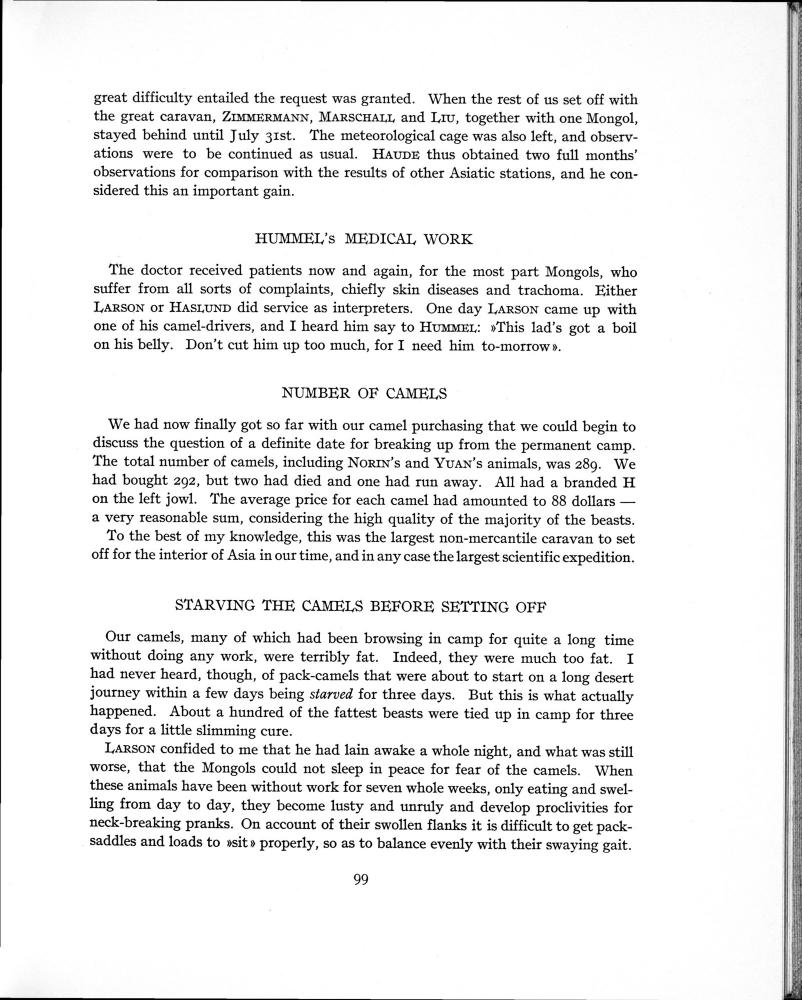 great difficulty entailed the request was granted. When the rest of us set off with
the great caravan, ZIMMERMANN, MARSCHALL and LIU, together with one Mongol,
stayed behind until July 31st. The meteorological cage was also left, and observ-
ations were to be continued as usual. HAUDE thus obtained two full months'
observations for comparison with the results of other Asiatic stations, and he con-
sidered this an important gain.
HUMMEL's MEDICAL WORK
The doctor received patients now and again, for the most part Mongols, who
suffer from all sorts of complaints, chiefly skin diseases and trachoma. Either
LARSON or HASLUND did service as interpreters. One day LARSON came up with
one of his camel-drivers, and I heard him say to HUMMEL: »This lad's got a boil
on his belly. Don't cut him up too much, for I need him to-morrow».
NUMBER OF CAMELS
We had now finally got so far with our camel purchasing that we could begin to
discuss the question of a definite date for breaking up from the permanent camp.
The total number of camels, including NORIN's and YUAN's animals, was 289. We
had bought 292, but two had died and one had run away. All had a branded H
on the left jowl. The average price for each camel had amounted to 88 dollars —
a very reasonable sum, considering the high quality of the majority of the beasts.
To the best of my knowledge, this was the largest non-mercantile caravan to set
off for the interior of Asia in our time, and in any case the largest scientific expedition.
STARVING THE CAMELS BEFORE SETTING OFF
Our camels, many of which had been browsing in camp for quite a long time
without doing any work, were terribly fat. Indeed, they were much too fat. I
had never heard, though, of pack-camels that were about to start on a long desert
journey within a few days being starved for three days. But this is what actually
happened. About a hundred of the fattest beasts were tied up in camp for three
days for a little slimming cure.
LARSON confided to me that he had lain awake a whole night, and what was still
worse, that the Mongols could not sleep in peace for fear of the camels. When
these animals have been without work for seven whole weeks, only eating and swel-
ling from day to day, they become lusty and unruly and develop proclivities for
neck-breaking pranks. On account of their swollen flanks it is difficult to get pack-
saddles and loads to »sit» properly, so as to balance evenly with their swaying gait.
99